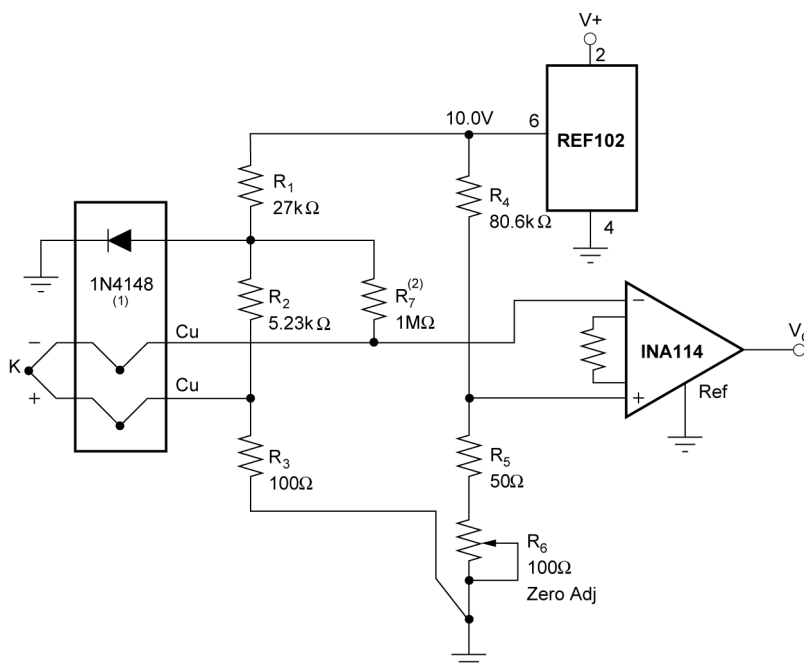 V+
2
10.0V
6
REF102
R1
27kΩ
R4
80.6kΩ
4
1N4148
(1)
R2
5.23kΩ
R7(2)
1MΩ
–
Cu
K
Cu
+
–
INA114
VO
+
Ref
R3
100Ω
R5
50Ω
R6
100Ω
Zero Adj